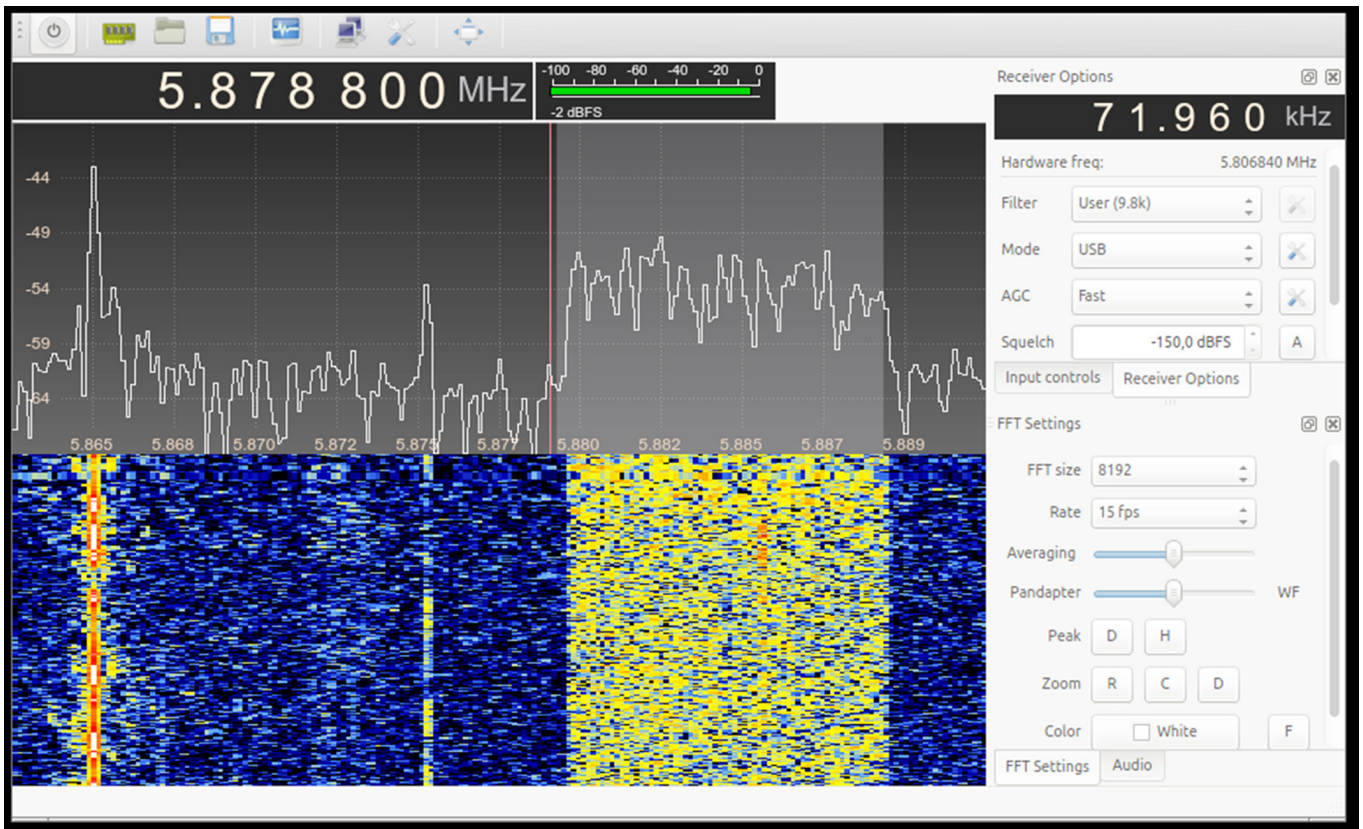 5.878 800 MHz
-100 -80 -60 -40 -20 0
-2 dBFS
-44
-49
-54
-59
-64
5.865 5.868 5.870 5.872 5.875 5.877 5.880 5.882 5.885 5.887 5.889
Receiver Options
71.960 kHz
Hardware freq: 5.806840 MHz
Filter User (9.8k)
Mode USB
AGC Fast
Squelch -150,0 dBFS A
Input controls Receiver Options
FFT Settings
FFT size 8192
Rate 15 fps
Averaging
Pandapter WF
Peak D H
Zoom R C D
Color White F
FFT Settings Audio